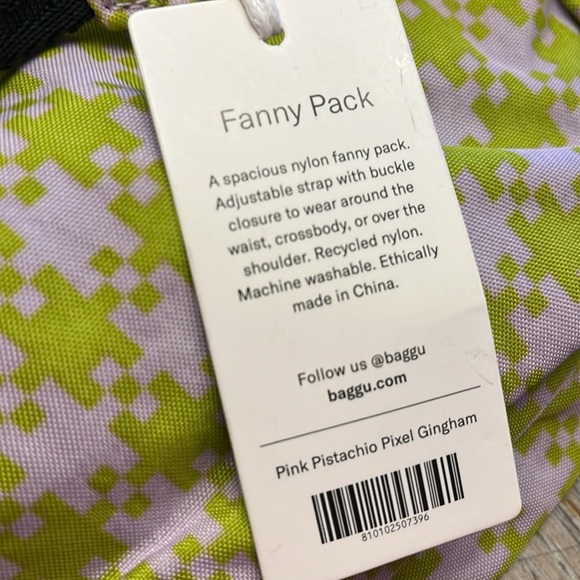 Fanny Pack
A spacious nylon fanny pack.
Adjustable strap with buckle
closure to wear around the
waist, crossbody, or over the
shoulder. Recycled nylon.
Machine washable. Ethically
made in China.
Follow us @baggu
baggu.com
Pink Pistachio Pixel Gingham
810102507396